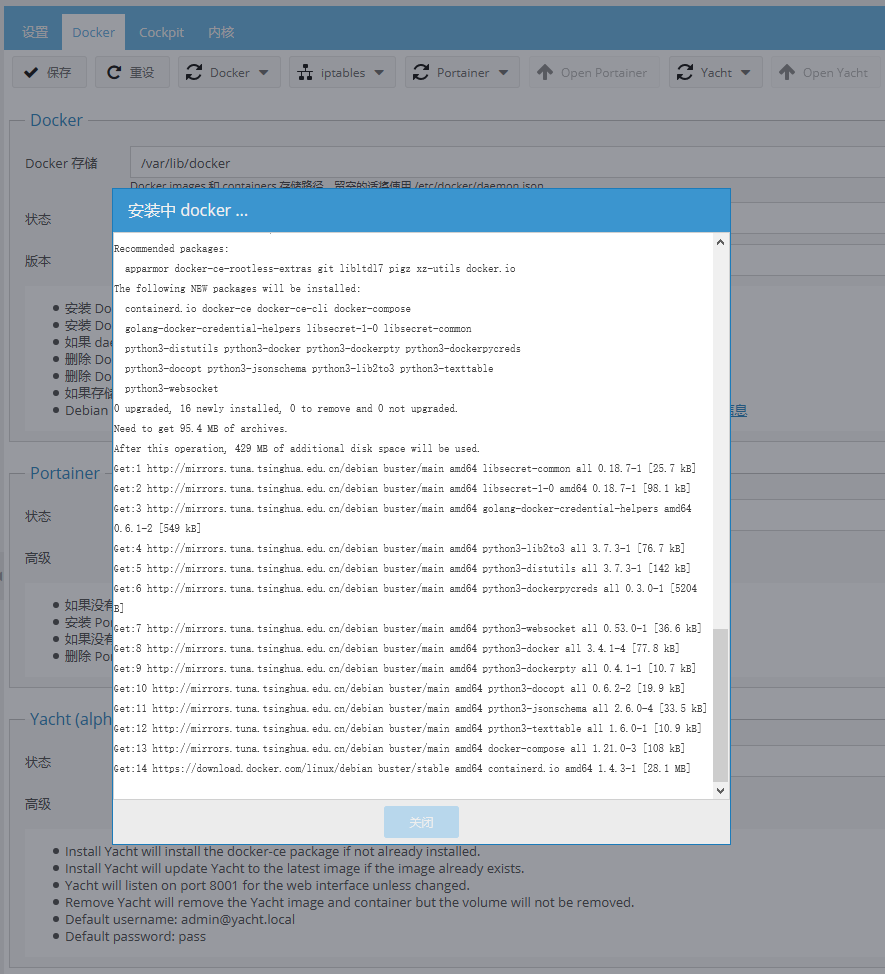 设置 Docker Cockpit 内核
保存 重设 Docker iptables Portainer Open Portainer Yacht Open Yacht
Docker
Docker 存储 /var/lib/docker
Docker images 和 containers 存储路径。留空的话将使用 /etc/docker/daemon.json
状态
版本
安装 Do
安装 Do
如果 dae
删除 Do
删除 Do
如果存储
Debian
信息
Portainer
状态
高级
如果没有
安装 Por
如果没有
删除 Por
Yacht (alph
状态
高级
Install Yacht will install the docker-ce package if not already installed.
Install Yacht will update Yacht to the latest image if the image already exists.
Yacht will listen on port 8001 for the web interface unless changed.
Remove Yacht will remove the Yacht image and container but the volume will not be removed.
Default username: admin@yacht.local
Default password: pass
安装中 docker ...
Recommended packages:
apparmor docker-ce-rootless-extras git libltdl7 pigz xz-utils docker.io
The following NEW packages will be installed:
containerd.io docker-ce docker-ce-cli docker-compose
golang-docker-credential-helpers libsecret-1-0 libsecret-common
python3-distutils python3-docker python3-dockerpty python3-dockerpycreds
python3-docopt python3-jsonschema python3-lib2to3 python3-texttable
python3-websocket
0 upgraded, 16 newly installed, 0 to remove and 0 not upgraded.
Need to get 95.4 MB of archives.
After this operation, 429 MB of additional disk space will be used.
Get:1 http://mirrors.tuna.tsinghua.edu.cn/debian buster/main amd64 libsecret-common all 0.18.7-1 [25.7 kB]
Get:2 http://mirrors.tuna.tsinghua.edu.cn/debian buster/main amd64 libsecret-1-0 amd64 0.18.7-1 [98.1 kB]
Get:3 http://mirrors.tuna.tsinghua.edu.cn/debian buster/main amd64 golang-docker-credential-helpers amd64
0.6.1-2 [549 kB]
Get:4 http://mirrors.tuna.tsinghua.edu.cn/debian buster/main amd64 python3-lib2to3 all 3.7.3-1 [76.7 kB]
Get:5 http://mirrors.tuna.tsinghua.edu.cn/debian buster/main amd64 python3-distutils all 3.7.3-1 [142 kB]
Get:6 http://mirrors.tuna.tsinghua.edu.cn/debian buster/main amd64 python3-dockerpycreds all 0.3.0-1 [5204
B]
Get:7 http://mirrors.tuna.tsinghua.edu.cn/debian buster/main amd64 python3-websocket all 0.53.0-1 [36.6 kB]
Get:8 http://mirrors.tuna.tsinghua.edu.cn/debian buster/main amd64 python3-docker all 3.4.1-4 [77.8 kB]
Get:9 http://mirrors.tuna.tsinghua.edu.cn/debian buster/main amd64 python3-dockerpty all 0.4.1-1 [10.7 kB]
Get:10 http://mirrors.tuna.tsinghua.edu.cn/debian buster/main amd64 python3-docopt all 0.6.2-2 [19.9 kB]
Get:11 http://mirrors.tuna.tsinghua.edu.cn/debian buster/main amd64 python3-jsonschema all 2.6.0-4 [33.5 kB]
Get:12 http://mirrors.tuna.tsinghua.edu.cn/debian buster/main amd64 python3-texttable all 1.6.0-1 [10.9 kB]
Get:13 http://mirrors.tuna.tsinghua.edu.cn/debian buster/main amd64 docker-compose all 1.21.0-3 [108 kB]
Get:14 https://download.docker.com/linux/debian buster/stable amd64 containerd.io amd64 1.4.3-1 [28.1 MB]
关闭